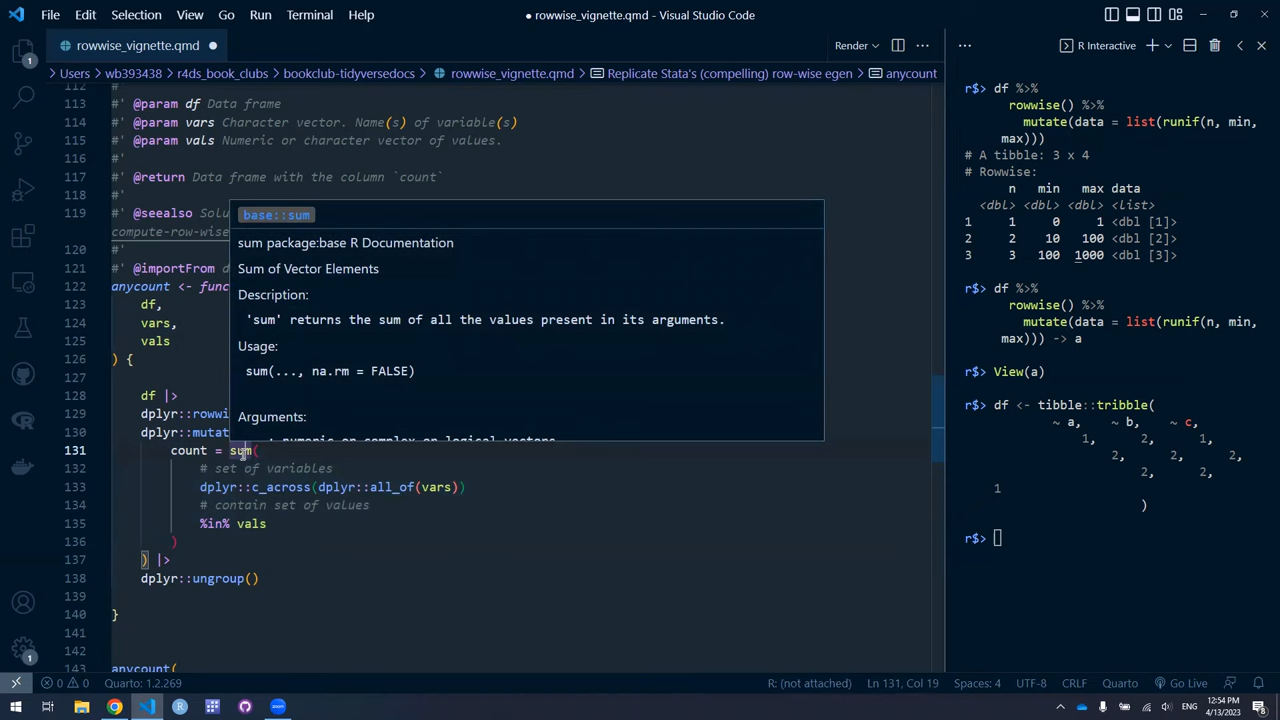 File Edit Selection View Go Run Terminal Help
● rowwise_vignette.qmd - Visual Studio Code
rowwise_vignette.qmd ●
Render
R Interactive
> Users > wb393438 > r4ds_book_clubs > bookclub-tidyversedocs > rowwise_vignette.qmd > Replicate Stata's (compelling) row-wise egen > anycount
112 #'
113 #' @param df Data frame
114 #' @param vars Character vector. Name(s) of variable(s)
115 #' @param vals Numeric or character vector of values.
116 #'
117 #' @return Data frame with the column `count`
118 #'
119 #' @seealso Solu
compute-row-wise
120 #'
121 #' @importFrom d
122 anycount <- func
123 df,
124 vars,
125 vals
126 ) {
127
128 df |>
129 dplyr::rowwi
130 dplyr::mutat
131 count = sum(
132 # set of variables
133 dplyr::c_across(dplyr::all_of(vars))
134 # contain set of values
135 %in% vals
136 )
137 ) |>
138 dplyr::ungroup()
139
140 }
141
142
143 anycount(
base::sum
sum package:base R Documentation
Sum of Vector Elements
Description:
'sum' returns the sum of all the values present in its arguments.
Usage:
sum(..., na.rm = FALSE)
Arguments:
...: numeric or complex or logical vectors.
r$> df %>%
rowwise() %>%
mutate(data = list(runif(n, min,
max)))
# A tibble: 3 x 4
# Rowwise:
n min max data
<dbl> <dbl> <dbl> <list>
1 1 0 1 <dbl [1]>
2 2 10 100 <dbl [2]>
3 3 100 1000 <dbl [3]>
r$> df %>%
rowwise() %>%
mutate(data = list(runif(n, min,
max))) -> a
r$> View(a)
r$> df <- tibble::tribble(
~ a, ~ b, ~ c,
1, 2, 1,
2, 2, 2,
2, 2,
1
)
r$>
1
1
0 0 Quarto: 1.2.269
R: (not attached) Ln 131, Col 19 Spaces: 4 UTF-8 CRLF Quarto Go Live
ENG 12:54 PM
4/13/2023
8